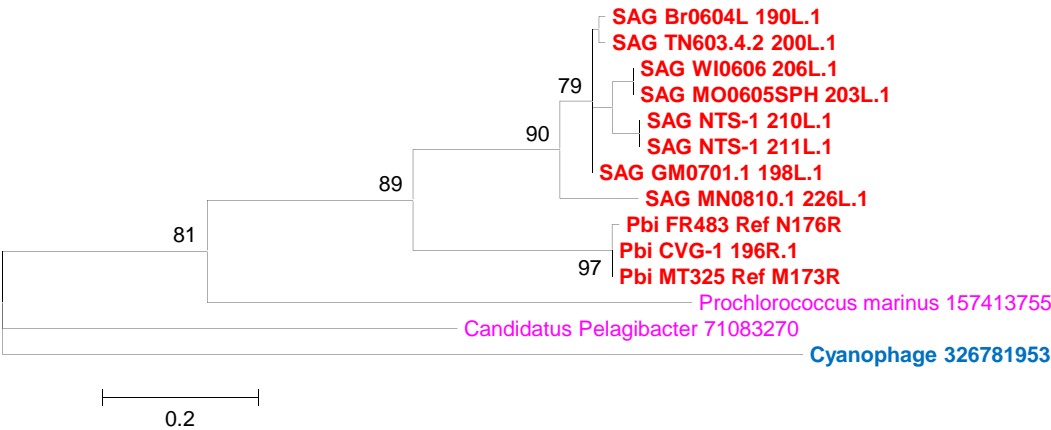 SAG Br0604L 190L.1
SAG TN603.4.2 200L.1
SAG WI0606 206L.1
79
SAG MO0605SPH 203L.1
SAG NTS-1 210L.1
90
SAG NTS-1 211L.1
SAG GM0701.1 198L.1
89
SAG MN0810.1 226L.1
Pbi FR483 Ref N176R
81
Pbi CVG-1 196R.1
97
Pbi MT325 Ref M173R
Prochlorococcus marinus 157413755
Candidatus Pelagibacter 71083270
Cyanophage 326781953
0.2